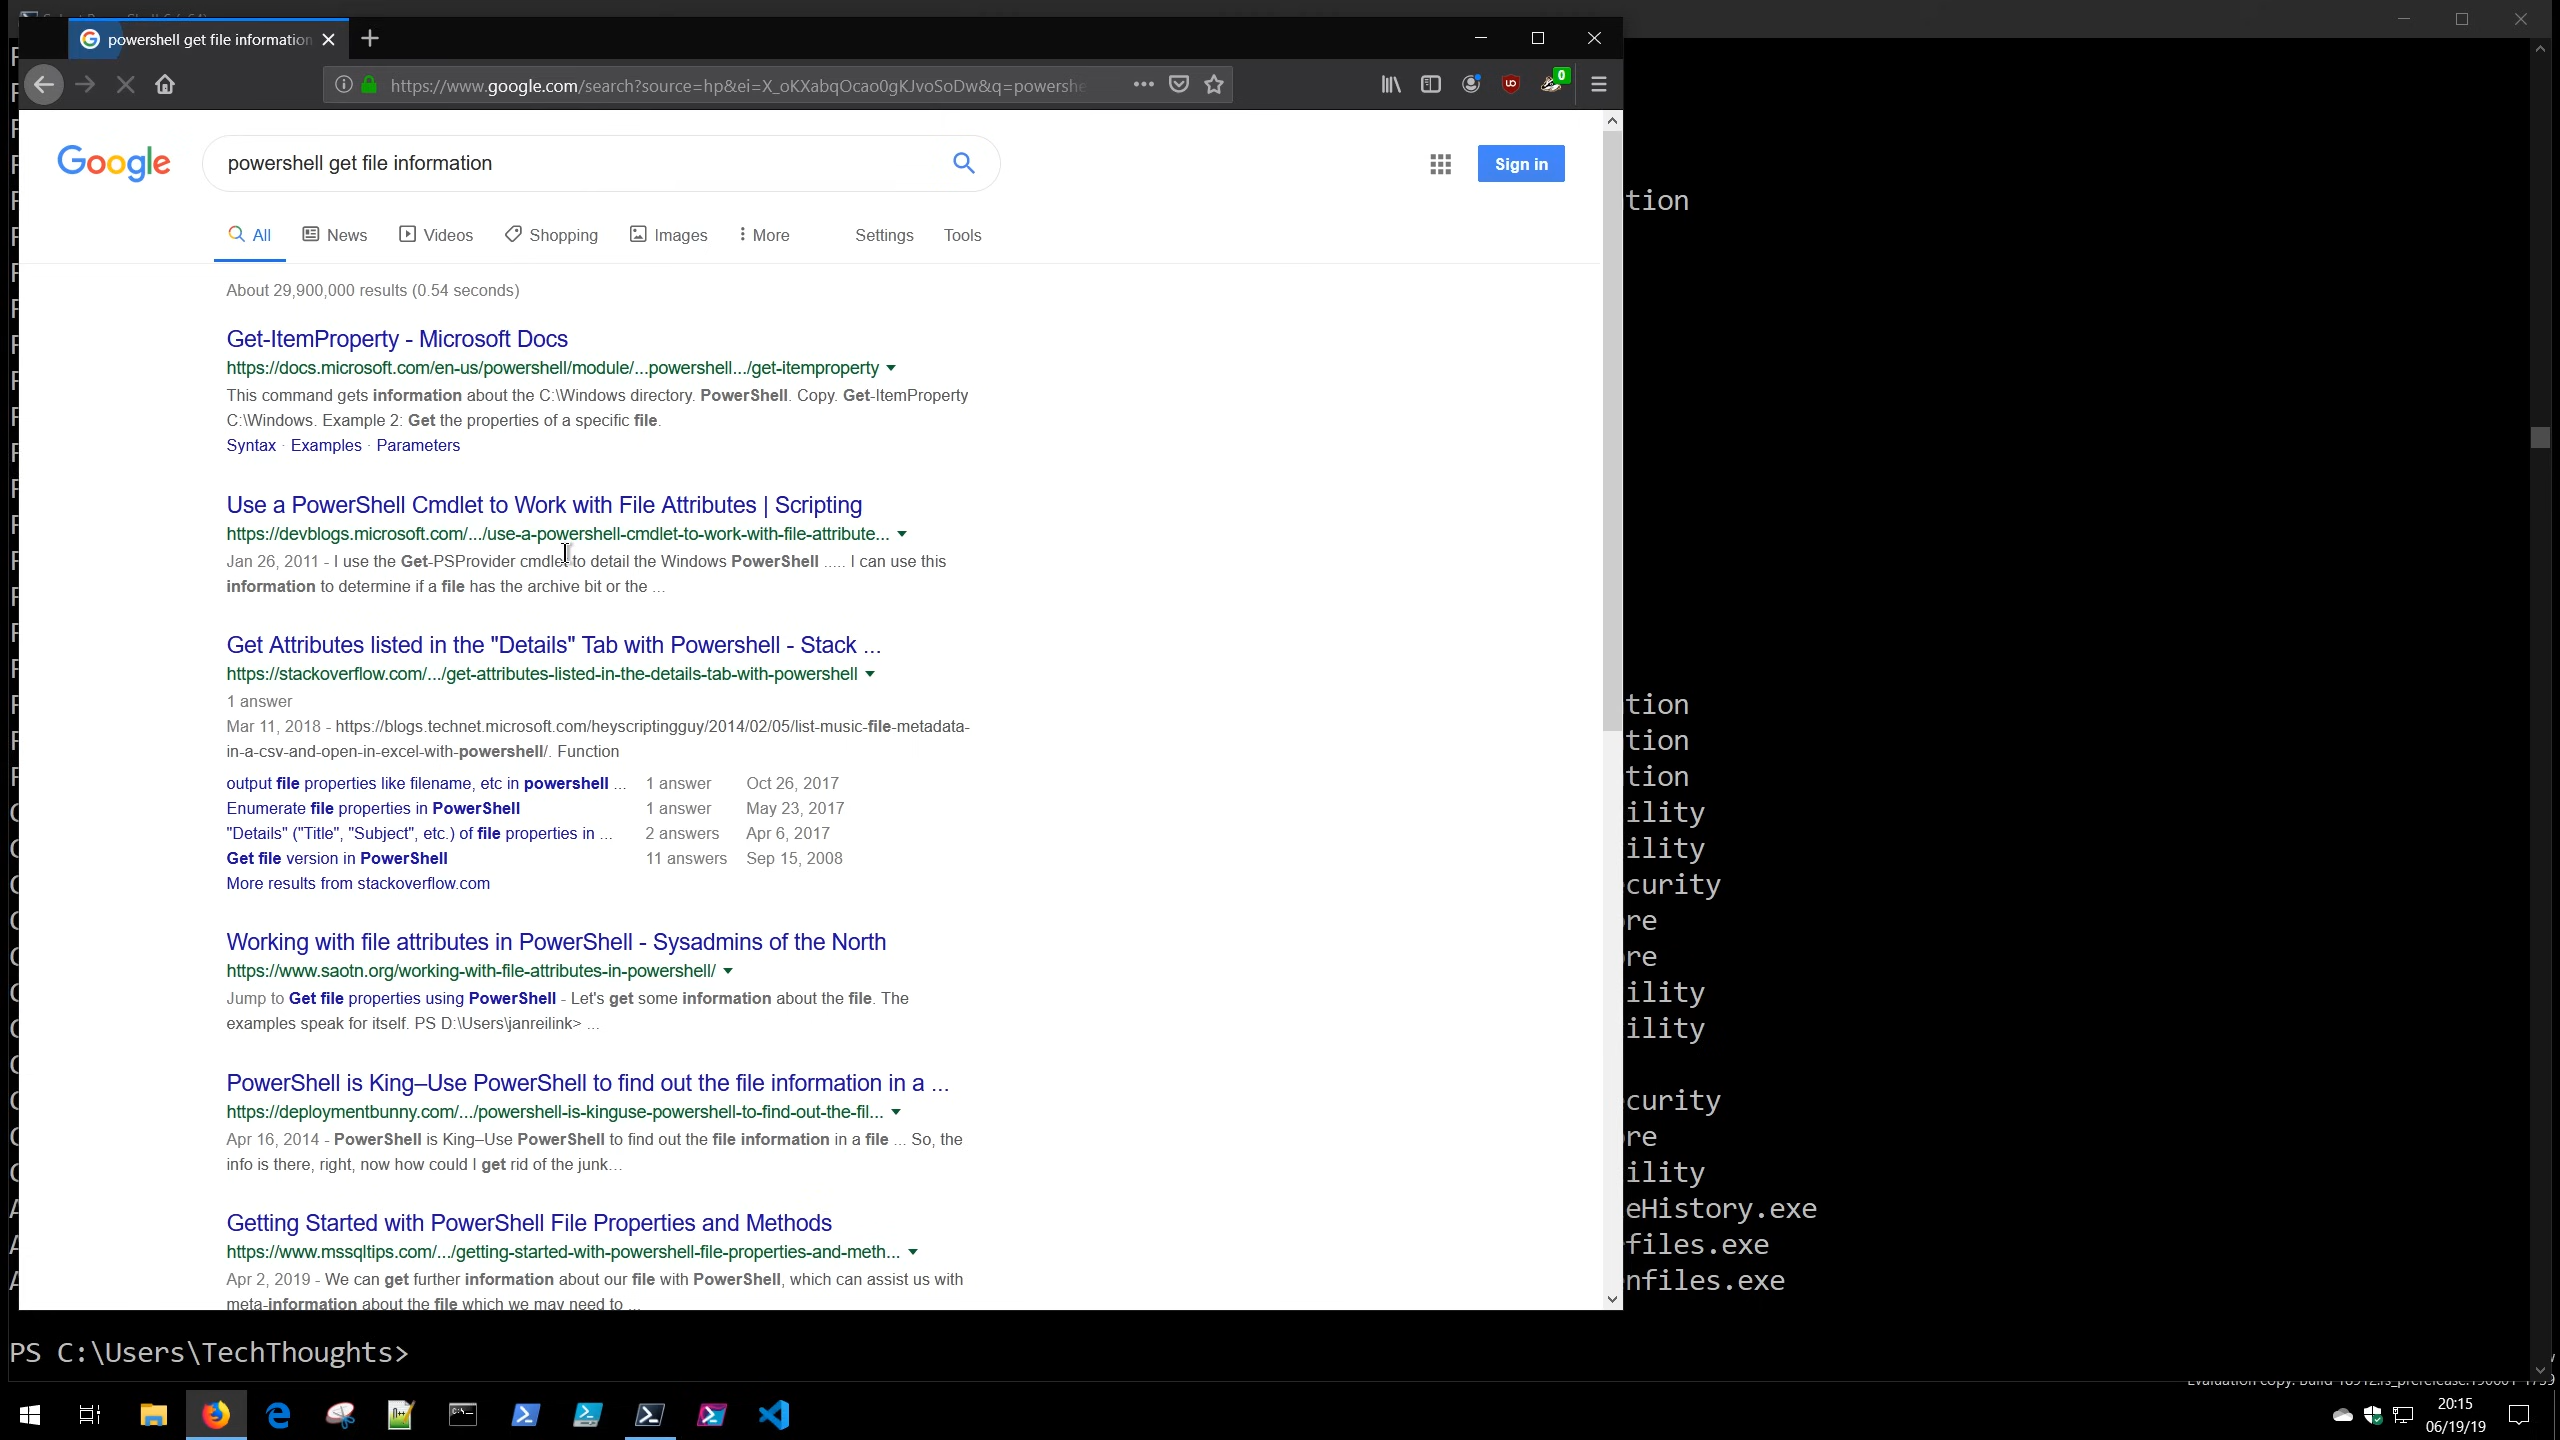 powershell get file information
https://www.google.com/search?source=hp&ei=X_oKXabqOcao0gKJvoSoDw&q=powershe
0
Google
powershell get file information
Sign in
All
News
Videos
Shopping
Images
More
Settings
Tools
About 29,900,000 results (0.54 seconds)
Get-ItemProperty - Microsoft Docs
https://docs.microsoft.com/en-us/powershell/module/...powershell.../get-itemproperty
This command gets information about the C:\Windows directory. PowerShell. Copy. Get-ItemProperty
C:\Windows. Example 2: Get the properties of a specific file.
Syntax · Examples · Parameters
Use a PowerShell Cmdlet to Work with File Attributes | Scripting
https://devblogs.microsoft.com/.../use-a-powershell-cmdlet-to-work-with-file-attribute...
Jan 26, 2011 - I use the Get-PSProvider cmdlet to detail the Windows PowerShell ..... I can use this
information to determine if a file has the archive bit or the ...
Get Attributes listed in the "Details" Tab with Powershell - Stack ...
https://stackoverflow.com/.../get-attributes-listed-in-the-details-tab-with-powershell
1 answer
Mar 11, 2018 - https://blogs.technet.microsoft.com/heyscriptingguy/2014/02/05/list-music-file-metadata-
in-a-csv-and-open-in-excel-with-powershell/. Function
output file properties like filename, etc in powershell ... 1 answer Oct 26, 2017
Enumerate file properties in PowerShell 1 answer May 23, 2017
"Details" ("Title", "Subject", etc.) of file properties in ... 2 answers Apr 6, 2017
Get file version in PowerShell 11 answers Sep 15, 2008
More results from stackoverflow.com
Working with file attributes in PowerShell - Sysadmins of the North
https://www.saotn.org/working-with-file-attributes-in-powershell/
Jump to Get file properties using PowerShell - Let's get some information about the file. The
examples speak for itself. PS D:\Users\janreilink> ...
PowerShell is King–Use PowerShell to find out the file information in a ...
https://deploymentbunny.com/.../powershell-is-kinguse-powershell-to-find-out-the-fil...
Apr 16, 2014 - PowerShell is King–Use PowerShell to find out the file information in a file ... So, the
info is there, right, now how could I get rid of the junk...
Getting Started with PowerShell File Properties and Methods
https://www.mssqltips.com/.../getting-started-with-powershell-file-properties-and-meth...
Apr 2, 2019 - We can get further information about our file with PowerShell, which can assist us with
meta-information about the file which we may need to ...
tion
tion
tion
tion
ility
ility
curity
re
re
ility
ility
curity
re
ility
eHistory.exe
files.exe
nfiles.exe
PS C:\Users\TechThoughts>
20:15
06/19/19